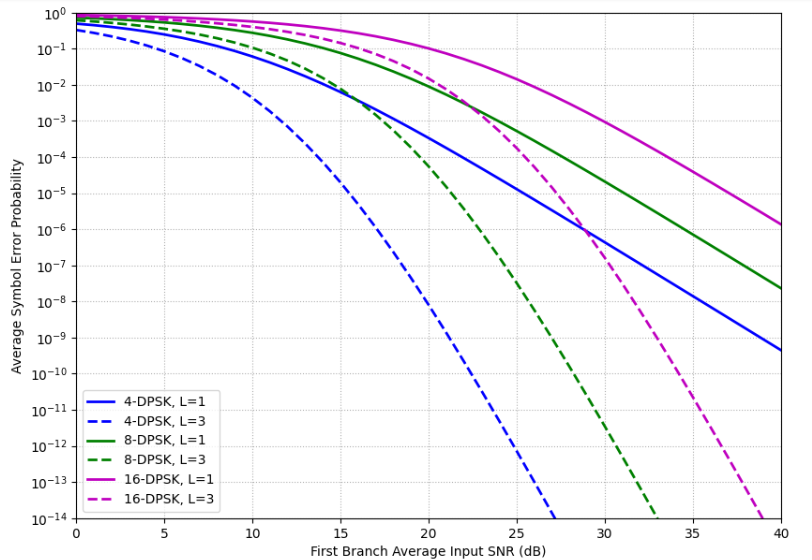 Average Symbol Error Probability
10⁰
10⁻¹
10⁻²
10⁻³
10⁻⁴
10⁻⁵
10⁻⁶
10⁻⁷
10⁻⁸
10⁻⁹
10⁻¹⁰
10⁻¹¹
10⁻¹²
10⁻¹³
10⁻¹⁴
4-DPSK, L=1
4-DPSK, L=3
8-DPSK, L=1
8-DPSK, L=3
16-DPSK, L=1
16-DPSK, L=3
0 5 10 15 20 25 30 35 40
First Branch Average Input SNR (dB)